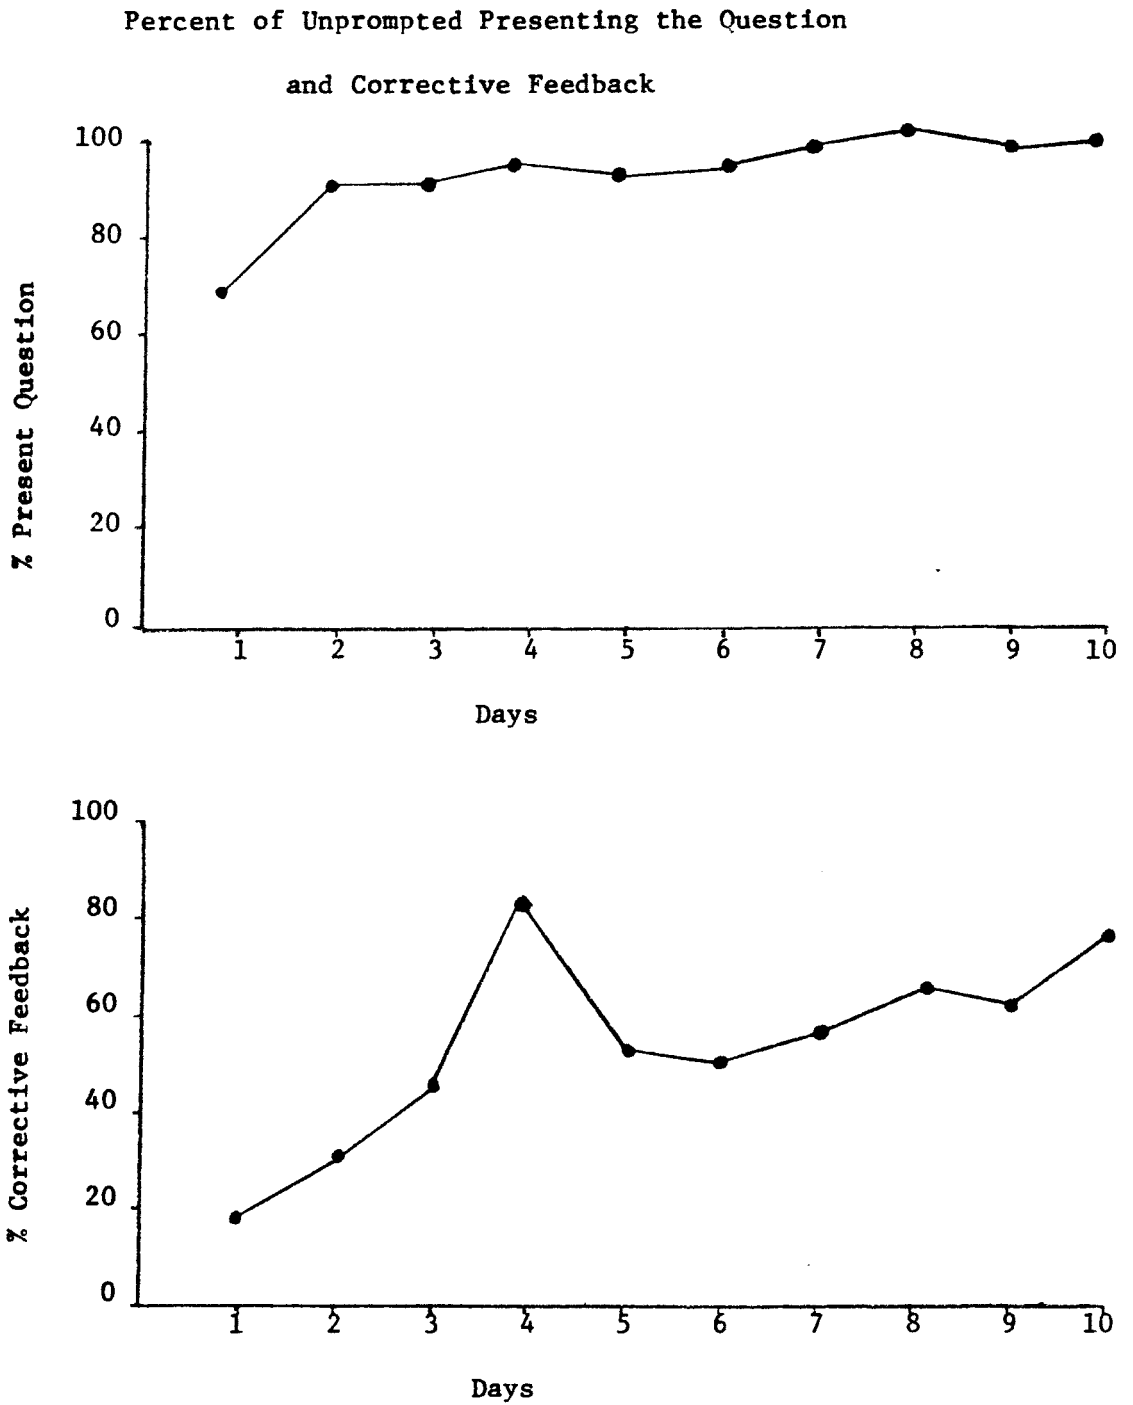 Percent of Unprompted Presenting the Question
and Corrective Feedback
% Present Question
100
80
60
40
20
0
1 2 3 4 5 6 7 8 9 10
Days
% Corrective Feedback
100
80
60
40
20
0
1 2 3 4 5 6 7 8 9 10
Days